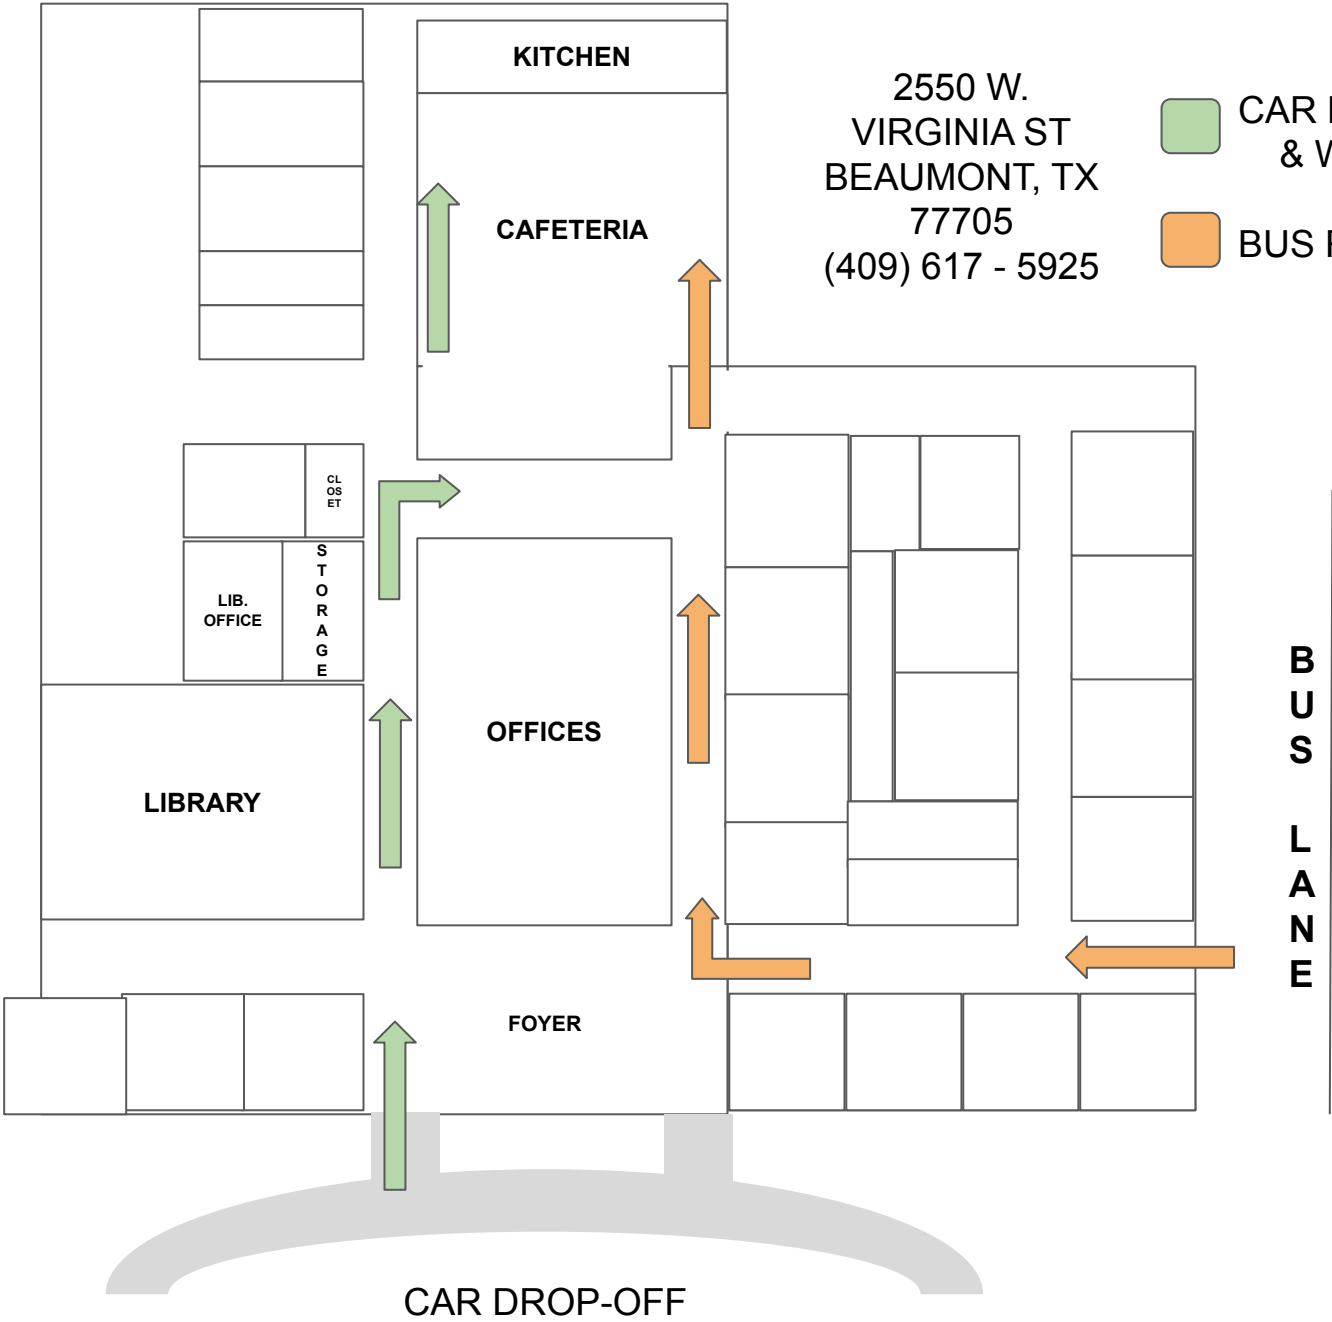 KITCHEN
2550 W.
VIRGINIA ST
BEAUMONT, TX
77705
(409) 617 - 5925
CAR
& W
BUS
CAFETERIA
CL
OS
ET
S
T
O
R
A
G
E
LIB.
OFFICE
OFFICES
LIBRARY
FOYER
B
U
S
L
A
N
E
CAR DROP-OFF